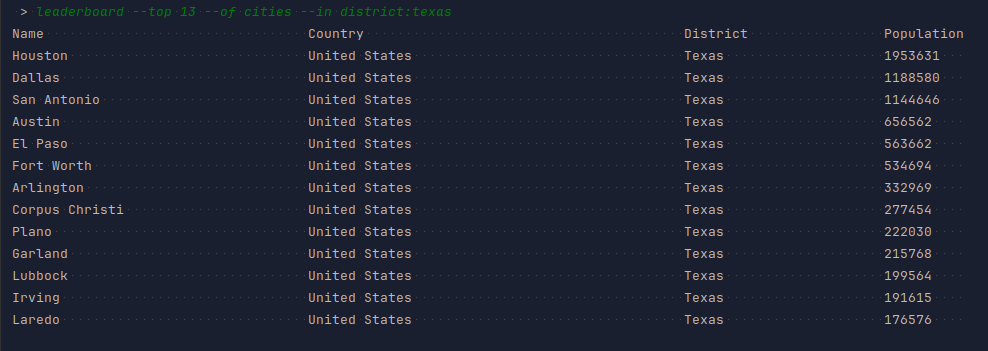 > leaderboard --top 13 --of cities --in district:texas
Name Country District Population
Houston United States Texas 1953631
Dallas United States Texas 1188580
San Antonio United States Texas 1144646
Austin United States Texas 656562
El Paso United States Texas 563662
Fort Worth United States Texas 534694
Arlington United States Texas 332969
Corpus Christi United States Texas 277454
Plano United States Texas 222030
Garland United States Texas 215768
Lubbock United States Texas 199564
Irving United States Texas 191615
Laredo United States Texas 176576